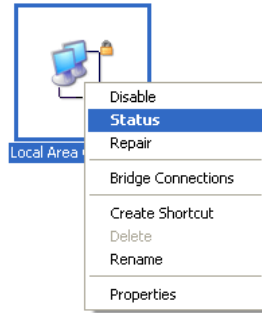 Disable
Status
Local Area
Repair
Bridge Connections
Create Shortcut
Delete
Rename
Properties